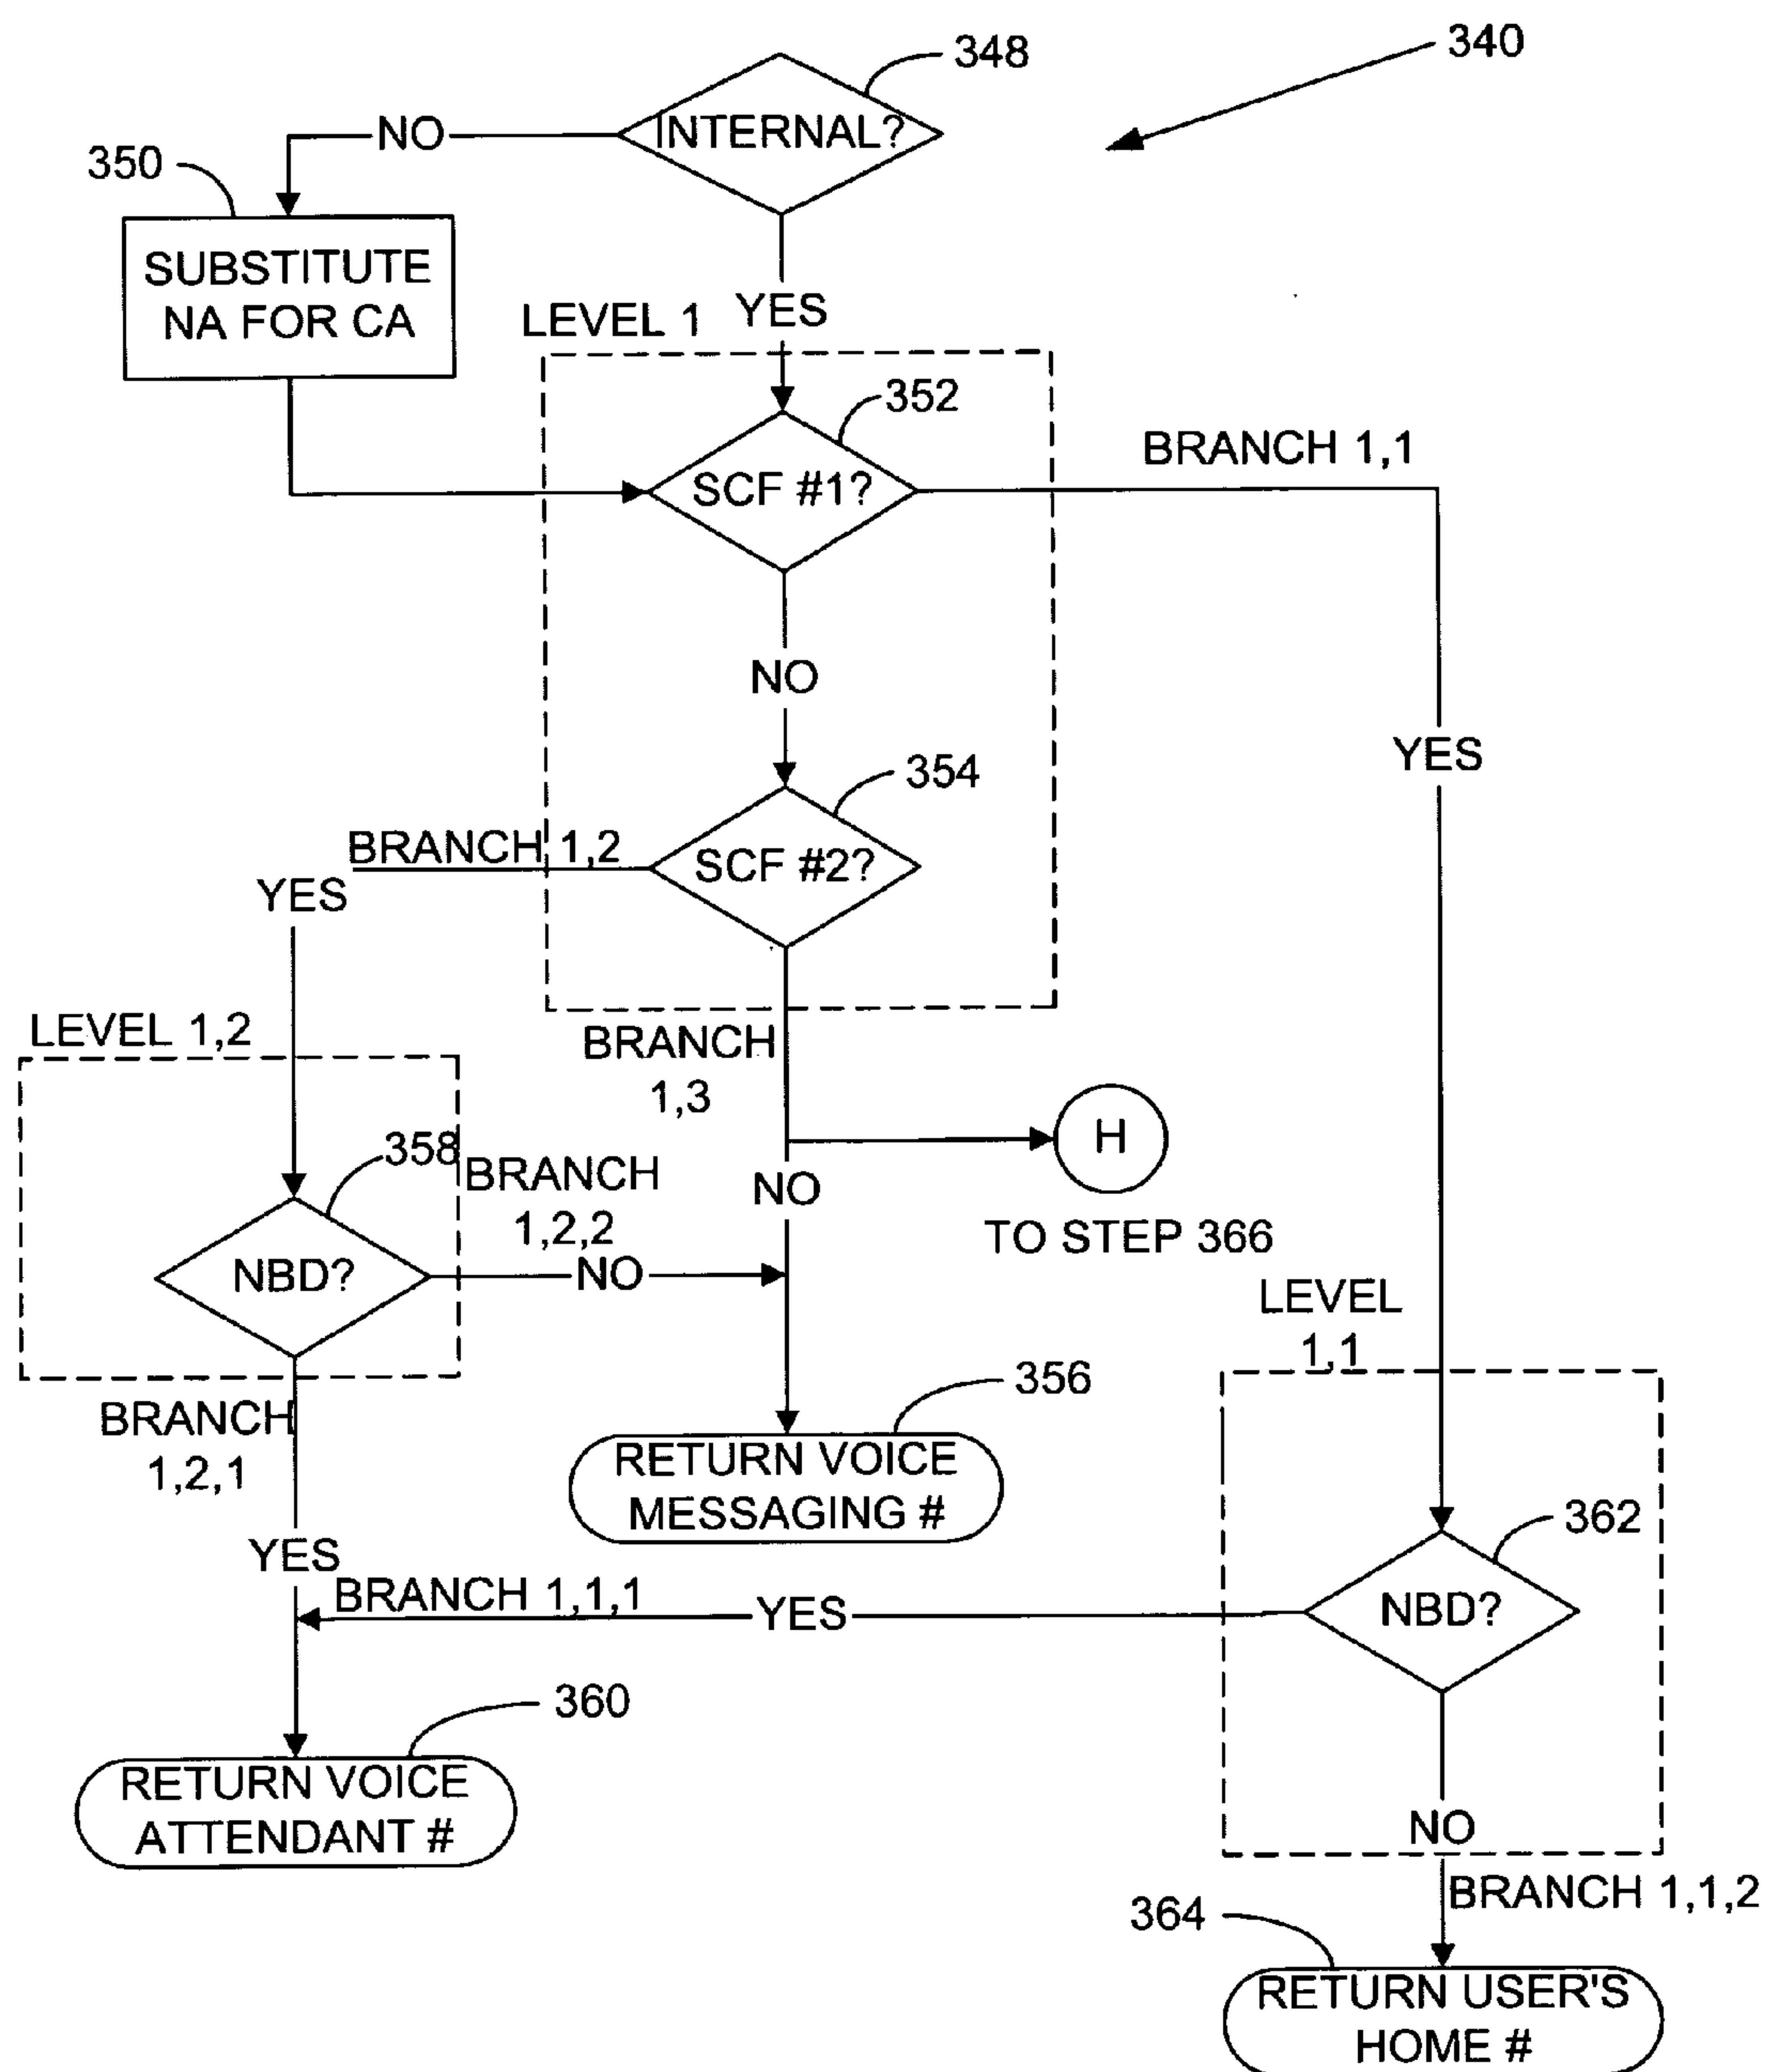 348
340
INTERNAL?
NO
350
SUBSTITUTE
NA FOR CA
YES
LEVEL 1
352
SCF #1?
BRANCH 1,1
NO
YES
354
SCF #2?
BRANCH 1,2
YES
LEVEL 1,2
BRANCH
1,3
H
358
BRANCH
1,2,2
NO
TO STEP 366
NBD?
NO
LEVEL
1,1
356
BRANCH
1,2,1
RETURN VOICE
MESSAGING #
362
YES
BRANCH 1,1,1
YES
NBD?
360
RETURN VOICE
ATTENDANT #
NO
BRANCH 1,1,2
364
RETURN USER'S
HOME #